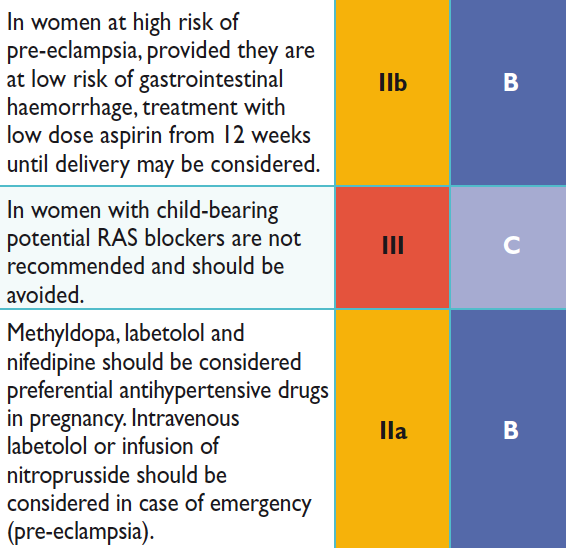 In women at high risk of
pre-eclampsia, provided they are
at low risk of gastrointestinal
haemorrhage, treatment with
low dose aspirin from 12 weeks
until delivery may be considered.
IIb
B
In women with child-bearing
potential RAS blockers are not
recommended and should be
avoided.
III
C
Methyldopa, labetolol and
nifedipine should be considered
preferential antihypertensive drugs
in pregnancy. Intravenous
labetolol or infusion of
nitroprusside should be
considered in case of emergency
(pre-eclampsia).
IIa
B